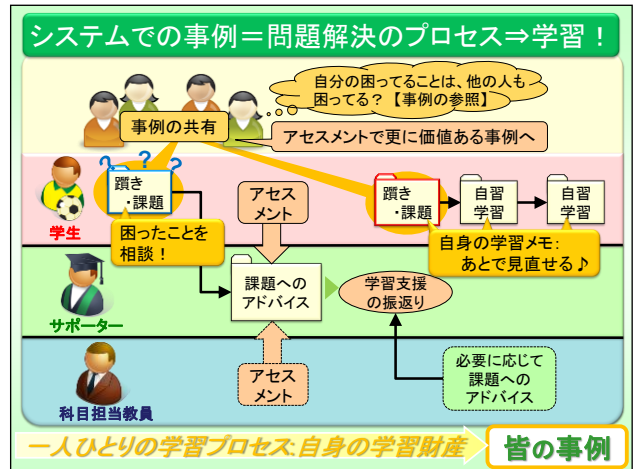 システムでの事例＝問題解決のプロセス⇒学習！
自分の困ってることは、他の人も
困ってる？【事例の参照】
事例の共有
アセスメントで更に価値ある事例へ
? ? ?
躓き
・課題
困ったことを
相談！
学生
アセス
メント
躓き
・課題
自習
学習
自習
学習
自身の学習メモ：
あとで見直せる♪
サポーター
課題への
アドバイス
学習支援
の振返り
科目担当教員
アセス
メント
必要に応じて
課題への
アドバイス
一人ひとりの学習プロセス:自身の学習財産
皆の事例